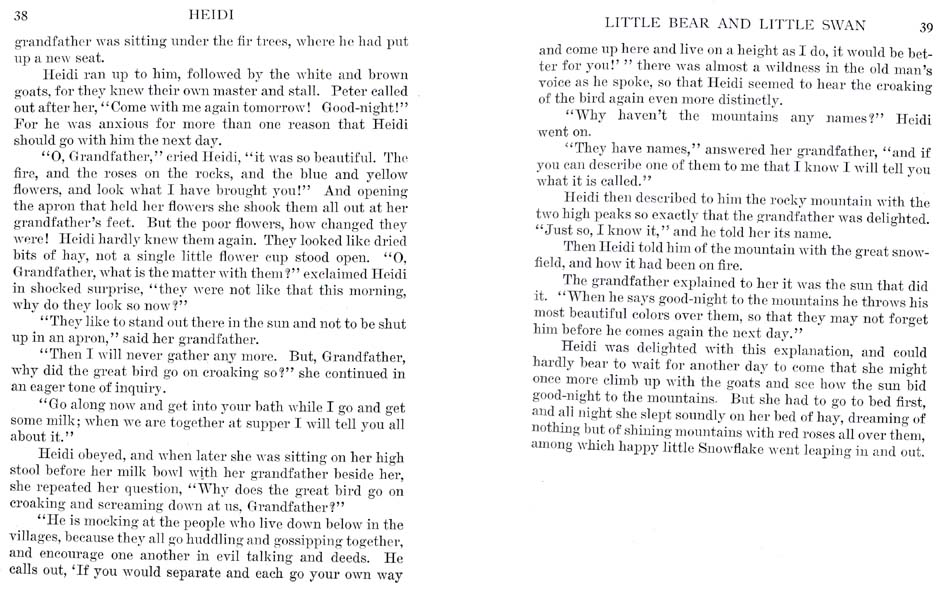 38
HEIDI
grandfather was sitting under the fir trees, where he had put
up a new seat.
Heidi ran up to him, followed by the white and brown
goats, for they knew their own master and stall. Peter called
out after her, "Come with me again tomorrow! Good-night!"
For he was anxious for more than one reason that Heidi
should go with him the next day.
"O, Grandfather," cried Heidi, "it was so beautiful. The
fire, and the roses on the rocks, and the blue and yellow
flowers, and look what I have brought you!" And opening
the apron that held her flowers she shook them all out at her
grandfather's feet. But the poor flowers, how changed they
were! Heidi hardly knew them again. They looked like dried
bits of hay, not a single little flower cup stood open. "O,
Grandfather, what is the matter with them?" exclaimed Heidi
in shocked surprise, "they were not like that this morning,
why do they look so now?"
"They like to stand out there in the sun and not to be shut
up in an apron," said her grandfather.
"Then I will never gather any more. But, Grandfather,
why did the great bird go on croaking so?" she continued in
an eager tone of inquiry.
"Go along now and get into your bath while I go and get
some milk; when we are together at supper I will tell you all
about it."
Heidi obeyed, and when later she was sitting on her high
stool before her milk bowl with her grandfather beside her,
she repeated her question, "Why does the great bird go on
croaking and screaming down at us, Grandfather?"
"He is mocking at the people who live down below in the
villages, because they all go huddling and gossipping together,
and encourage one another in evil talking and deeds. He
calls out, 'If you would separate and each go your own way
LITTLE BEAR AND LITTLE SWAN
39
and come up here and live on a height as I do, it would be bet-
ter for you!' " there was almost a wildness in the old man's
voice as he spoke, so that Heidi seemed to hear the croaking
of the bird again even more distinctly.
"Why haven't the mountains any names?" Heidi
went on.
"They have names," answered her grandfather, "and if
you can describe one of them to me that I know I will tell you
what it is called."
Heidi then described to him the rocky mountain with the
two high peaks so exactly that the grandfather was delighted.
"Just so, I know it," and he told her its name.
Then Heidi told him of the mountain with the great snow-
field, and how it had been on fire.
The grandfather explained to her it was the sun that did
it. "When he says good-night to the mountains he throws his
most beautiful colors over them, so that they may not forget
him before he comes again the next day."
Heidi was delighted with this explanation, and could
hardly bear to wait for another day to come that she might
once more climb up with the goats and see how the sun bid
good-night to the mountains. But she had to go to bed first,
and all night she slept soundly on her bed of hay, dreaming of
nothing but of shining mountains with red roses all over them,
among which happy little Snowflake went leaping in and out.